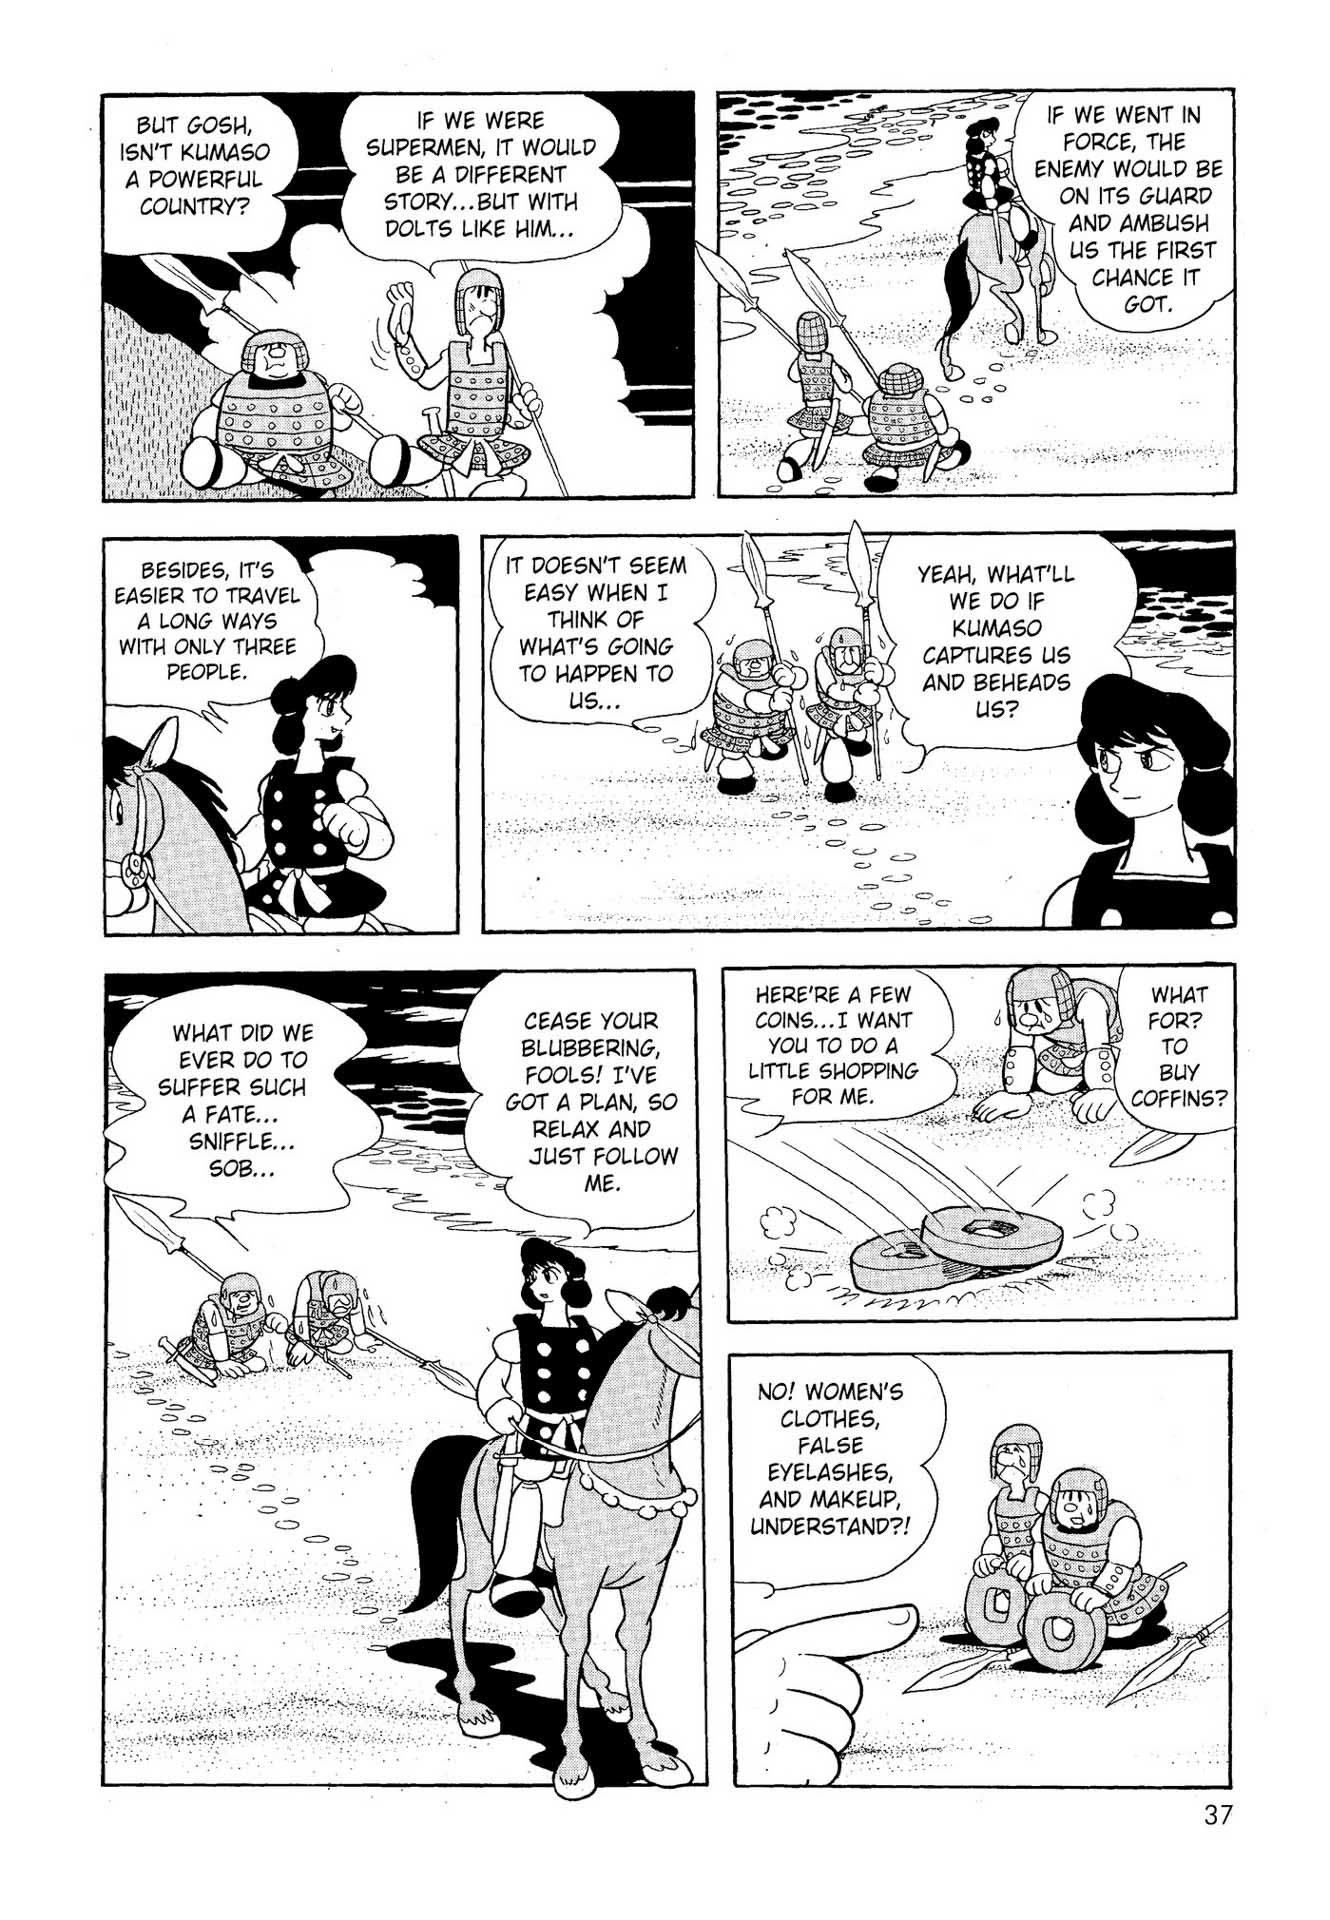 BUT GOSH,
ISN'T KUMASO
A POWERFUL
COUNTRY?
IF WE WERE
SUPERMEN, IT WOULD
BE A DIFFERENT
STORY...BUT WITH
DOLTS LIKE HIM...
IF WE WENT IN
FORCE, THE
ENEMY WOULD BE
ON ITS GUARD
AND AMBUSH
US THE FIRST
CHANCE IT
GOT.
BESIDES, IT'S
EASIER TO TRAVEL
A LONG WAYS
WITH ONLY THREE
PEOPLE.
IT DOESN'T SEEM
EASY WHEN I
THINK OF
WHAT'S GOING
TO HAPPEN TO
US...
YEAH, WHAT'LL
WE DO IF
KUMASO
CAPTURES US
AND BEHEADS
US?
WHAT DID WE
EVER DO TO
SUFFER SUCH
A FATE...
SNIFFLE...
SOB...
CEASE YOUR
BLUBBERING,
FOOLS! I'VE
GOT A PLAN, SO
RELAX AND
JUST FOLLOW
ME.
HERE'RE A FEW
COINS...I WANT
YOU TO DO A
LITTLE SHOPPING
FOR ME.
WHAT
FOR?
TO
BUY
COFFINS?
NO! WOMEN'S
CLOTHES,
FALSE
EYELASHES,
AND MAKEUP,
UNDERSTAND?!
37